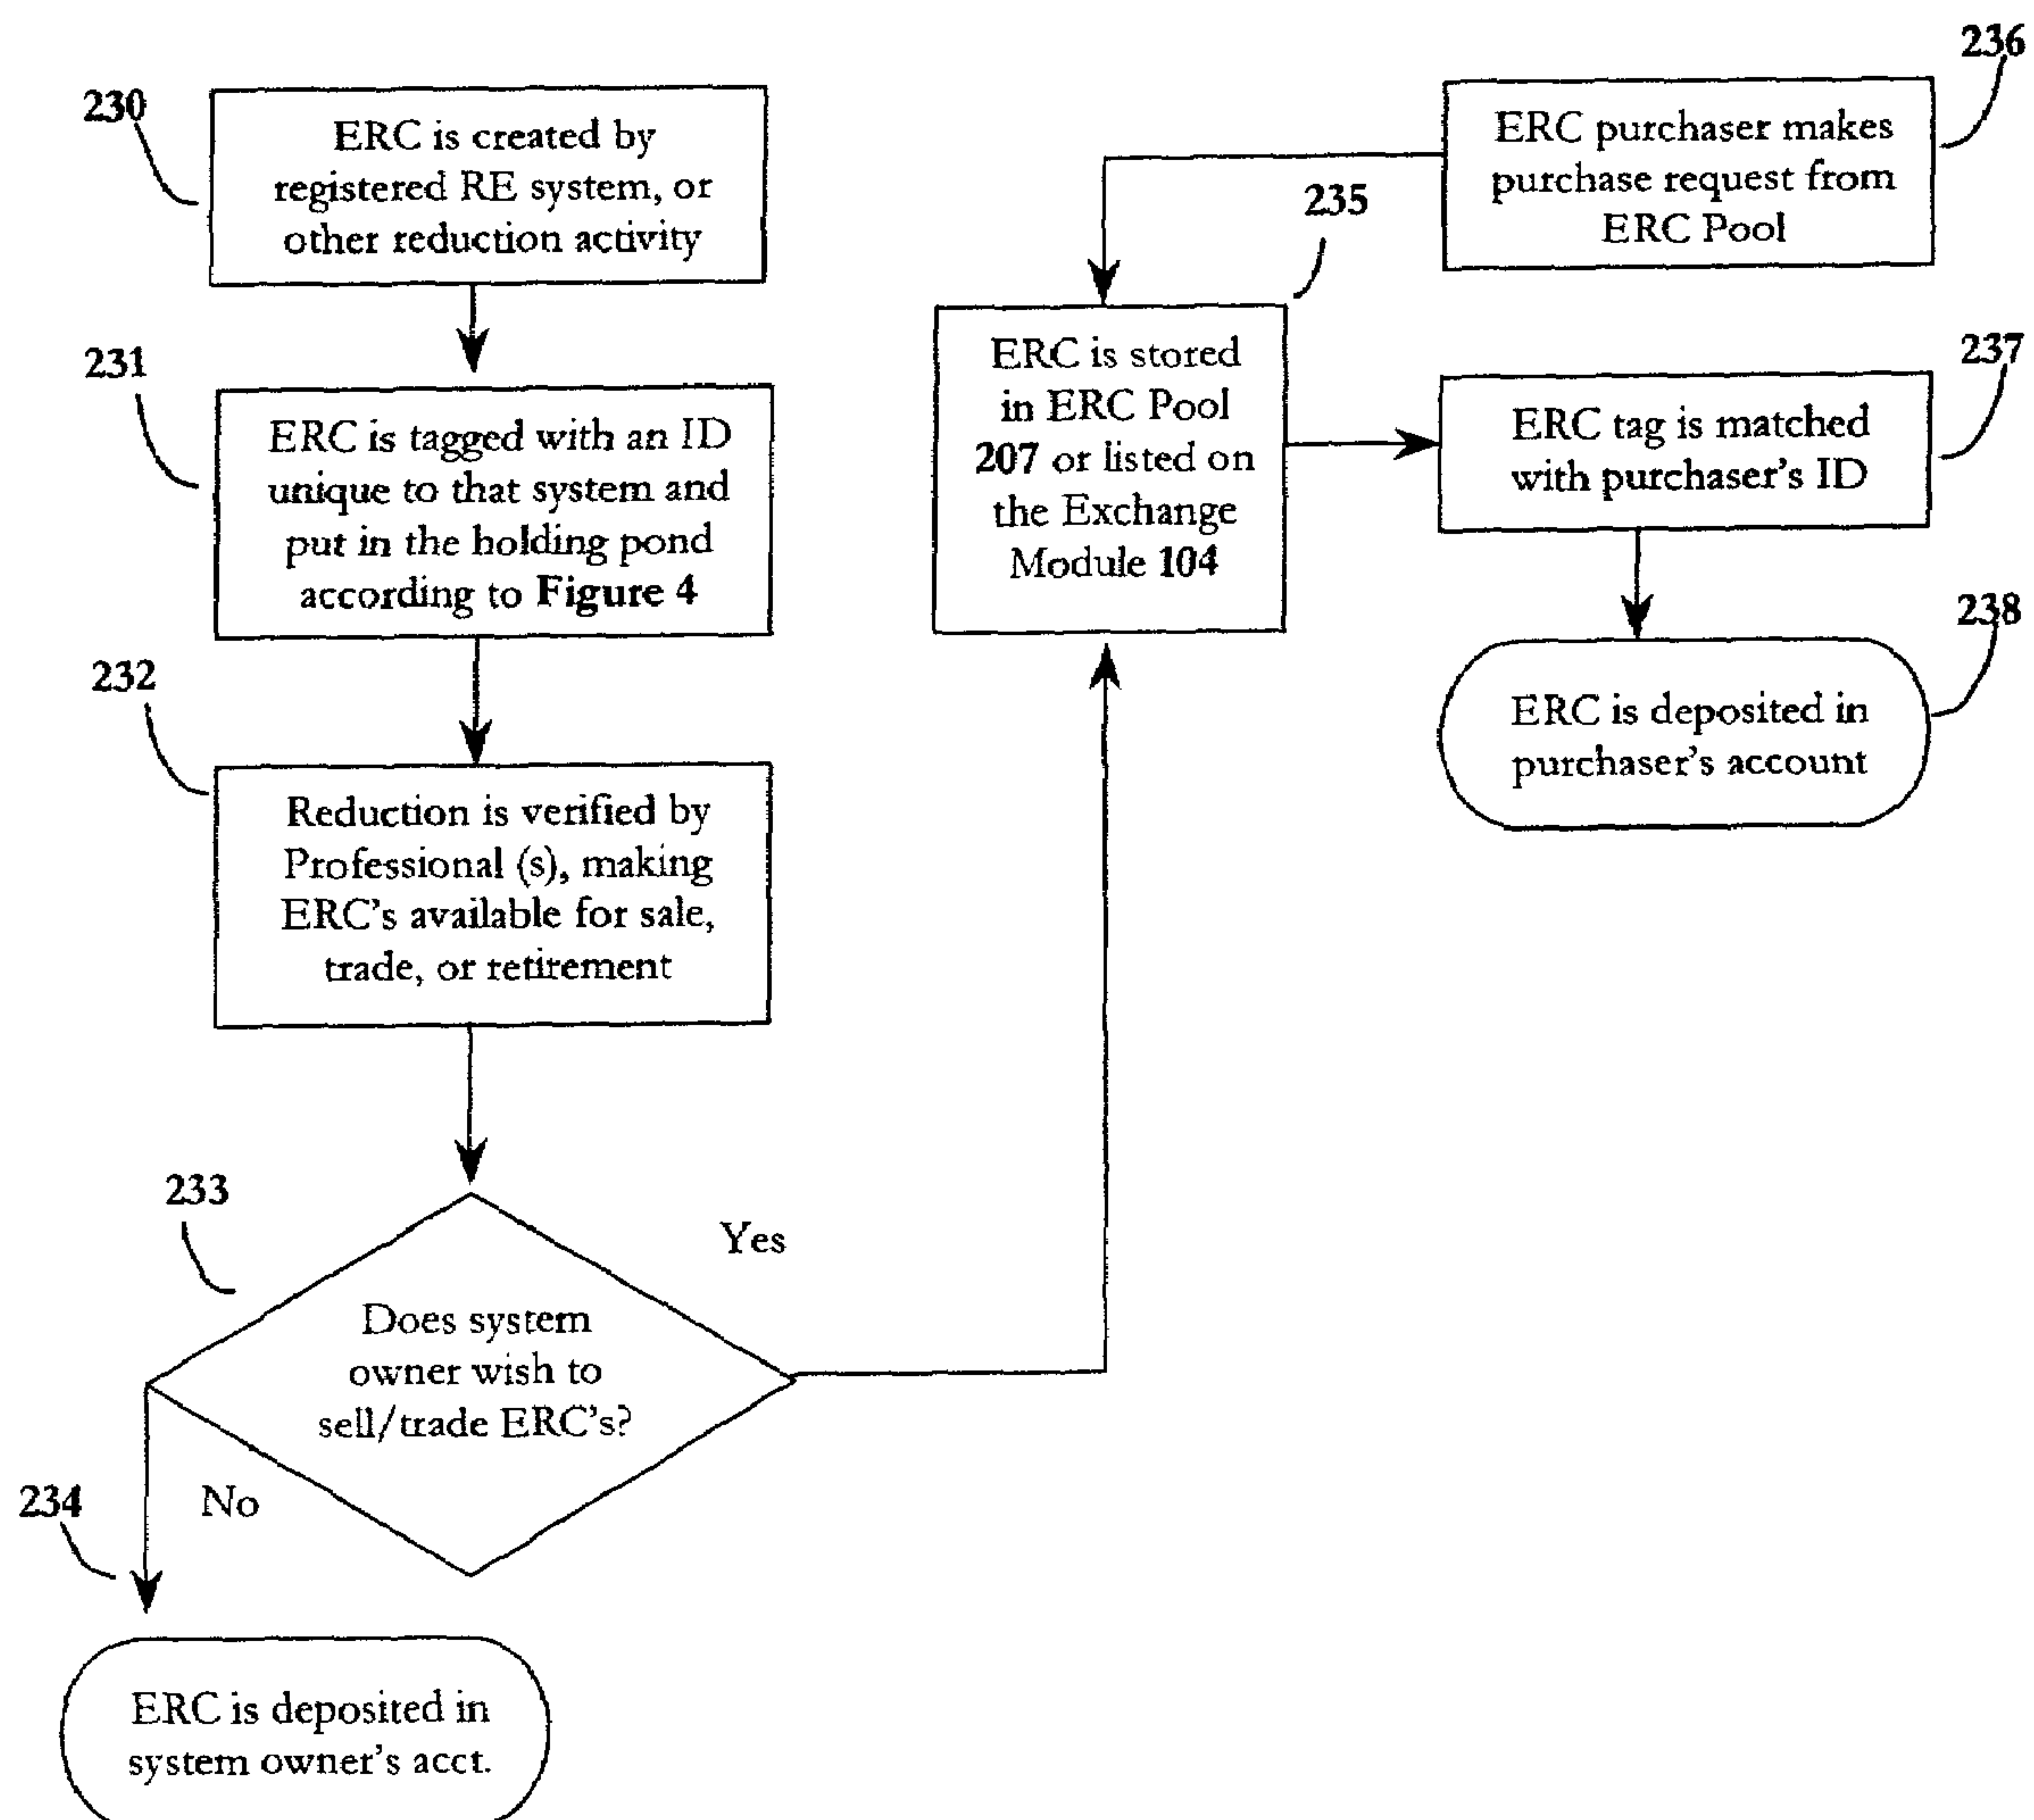 230
ERC is created by
registered RE system, or
other reduction activity
231
ERC is tagged with an ID
unique to that system and
put in the holding pond
according to Figure 4
232
Reduction is verified by
Professional (s), making
ERC's available for sale,
trade, or retirement
233
Does system
owner wish to
sell/trade ERC's?
Yes
No
234
ERC is deposited in
system owner's acct.
235
ERC is stored
in ERC Pool
207 or listed on
the Exchange
Module 104
236
ERC purchaser makes
purchase request from
ERC Pool
237
ERC tag is matched
with purchaser's ID
238
ERC is deposited in
purchaser's account